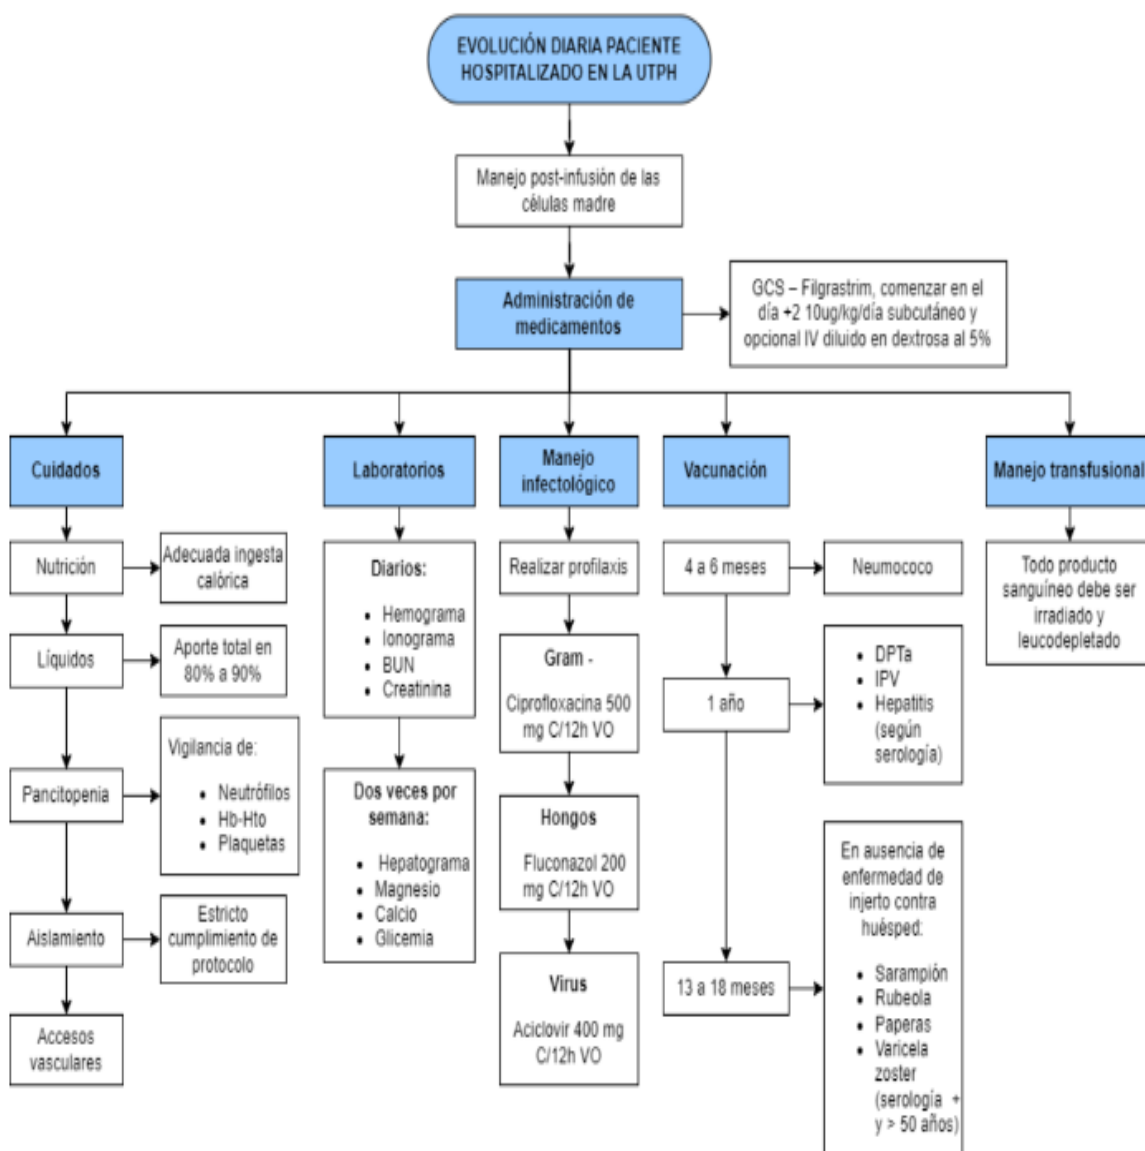 EVOLUCIÓN DIARIA PACIENTE
HOSPITALIZADO EN LA UTPH
Manejo post-infusión de las
células madre
Administración de
medicamentos
GCS – Filgrastrim, comenzar en el
día +2 10ug/kg/día subcutáneo y
opcional IV diluido en dextrosa al 5%
Cuidados
Nutrición
Adecuada ingesta
calórica
Líquidos
Aporte total en
80% a 90%
Pancitopenia
Vigilancia de:
• Neutrófilos
• Hb-Hto
• Plaquetas
Aislamiento
Estricto
cumplimiento de
protocolo
Accesos
vasculares
Laboratorios
Diarios:
• Hemograma
• Ionograma
• BUN
• Creatinina
Dos veces por
semana:
• Hepatograma
• Magnesio
• Calcio
• Glicemia
Manejo
infectológico
Realizar profilaxis
Gram -
Ciprofloxacina 500
mg C/12h VO
Hongos
Fluconazol 200
mg C/12h VO
Virus
Aciclovir 400 mg
C/12h VO
Vacunación
4 a 6 meses
Neumococo
1 año
• DPTa
• IPV
• Hepatitis
(según
serología)
13 a 18 meses
En ausencia de
enfermedad de
injerto contra
huésped:
• Sarampión
• Rubeola
• Paperas
• Varicela
zoster
(serología +
y > 50 años)
Manejo transfusional
Todo producto
sanguíneo debe ser
irradiado y
leucodepletado